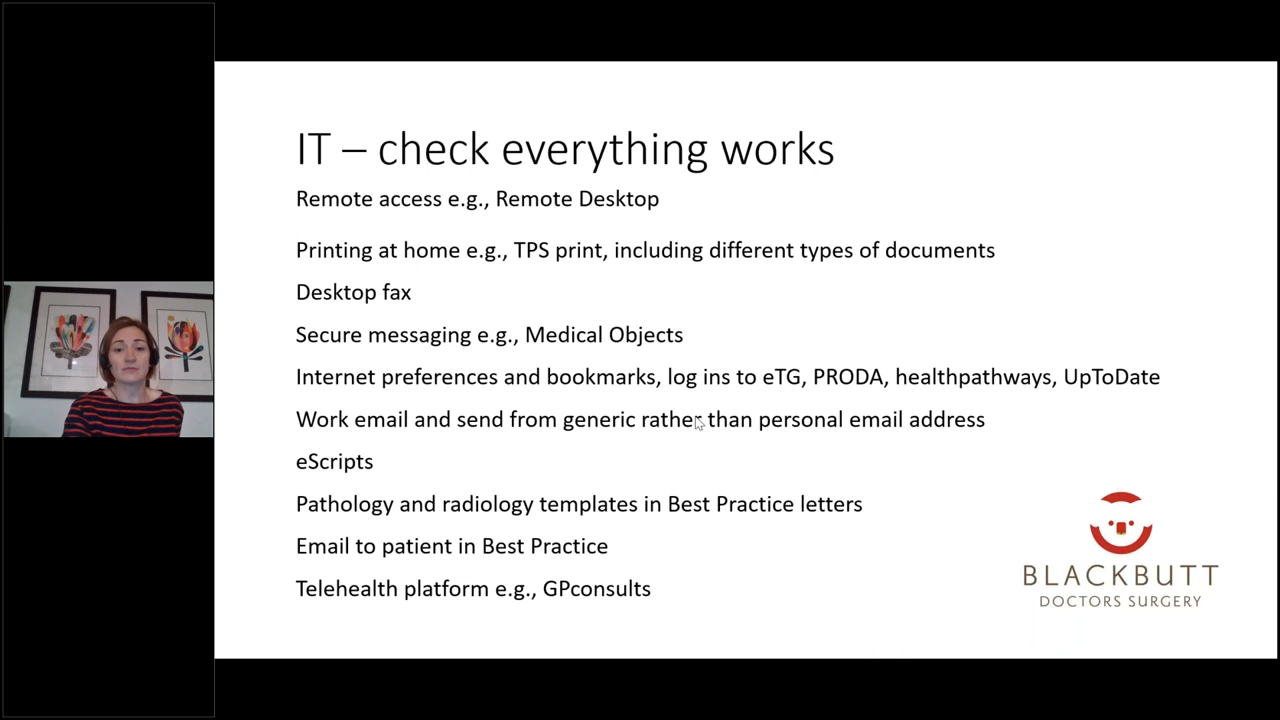 IT – check everything works
Remote access e.g., Remote Desktop
Printing at home e.g., TPS print, including different types of documents
Desktop fax
Secure messaging e.g., Medical Objects
Internet preferences and bookmarks, log ins to eTG, PRODA, healthpathways, UpToDate
Work email and send from generic rather than personal email address
eScripts
Pathology and radiology templates in Best Practice letters
Email to patient in Best Practice
Telehealth platform e.g., GPconsults
BLACKBUTT
DOCTORS SURGERY